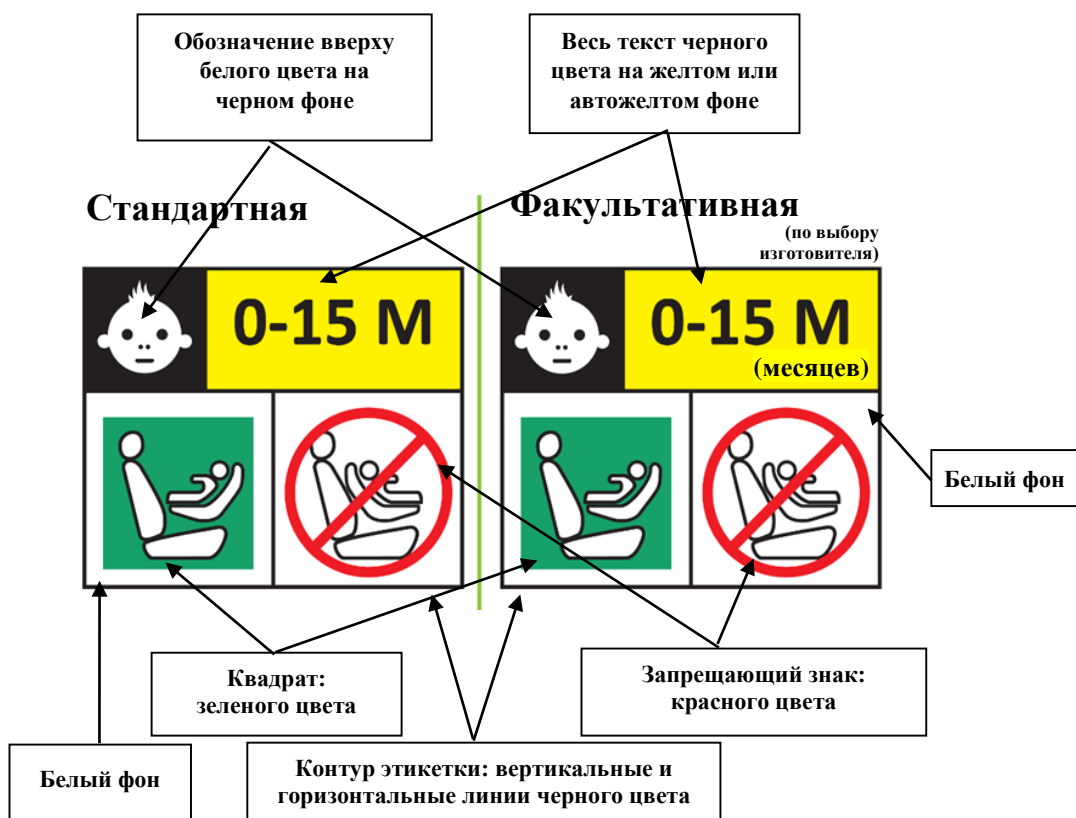 Обозначение вверху
белого цвета на
черном фоне
Весь текст черного
цвета на желтом или
автожелтом фоне
Стандартная
Факультативная
(по выбору
изготовителя)
0-15 М
0-15 М
(месяцев)
Белый фон
Квадрат:
зеленого цвета
Запрещающий знак:
красного цвета
Белый фон
Контур этикетки: вертикальные и
горизонтальные линии черного цвета